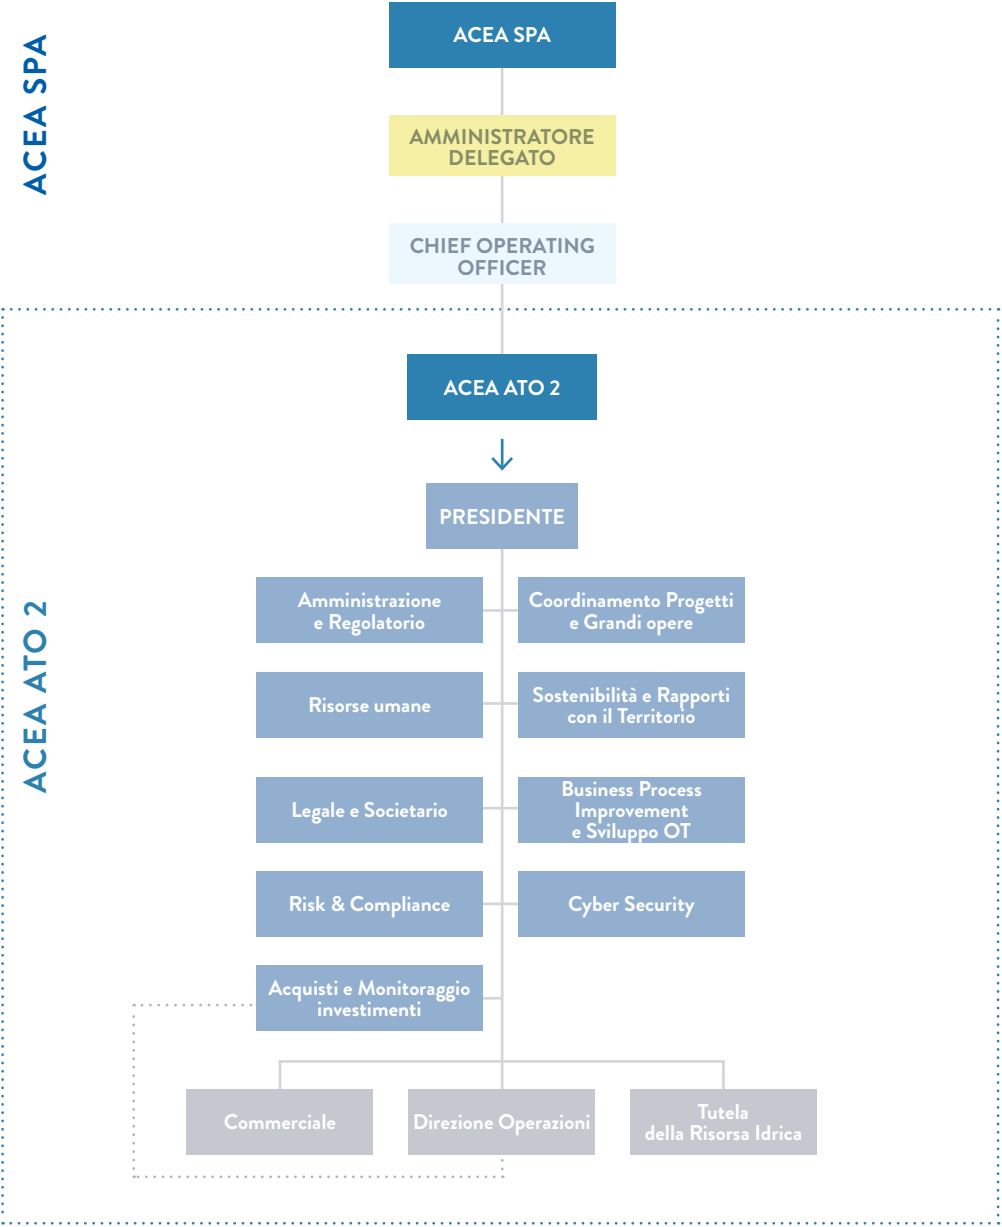 ACEA SPA
ACEA SPA
AMMINISTRATORE
DELEGATO
CHIEF OPERATING
OFFICER
ACEA ATO 2
ACEA ATO 2
PRESIDENTE
Amministrazione
e Regolatorio
Coordinamento Progetti
e Grandi opere
Risorse umane
Sostenibilità e Rapporti
con il Territorio
Legale e Societario
Business Process
Improvement
e Sviluppo OT
Risk & Compliance
Cyber Security
Acquisti e Monitoraggio
investimenti
Commerciale
Direzione Operazioni
Tutela
della Risorsa Idrica